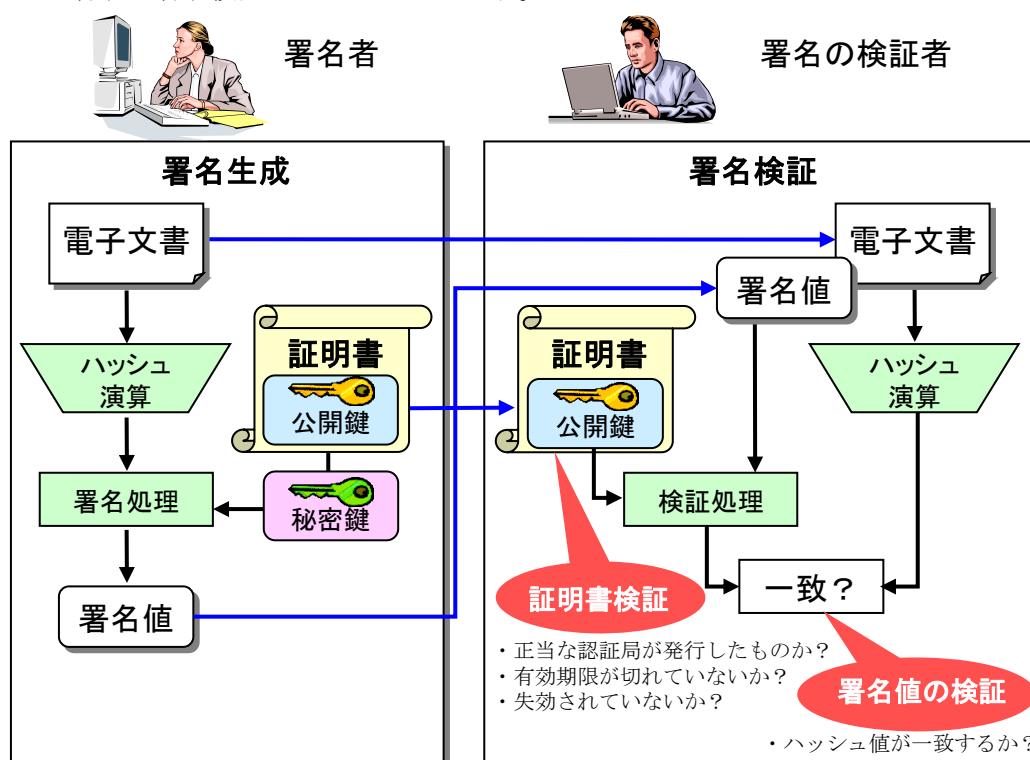 署名者
署名の検証者
署名生成
電子文書
ハッシュ
演算
証明書
公開鍵
署名処理
秘密鍵
署名値
署名検証
電子文書
署名値
証明書
公開鍵
ハッシュ
演算
検証処理
一致？
証明書検証
・正当な認証局が発行したものか？
・有効期限が切れていないか？
・失効されていないか？
署名値の検証
・ハッシュ値が一致するか？